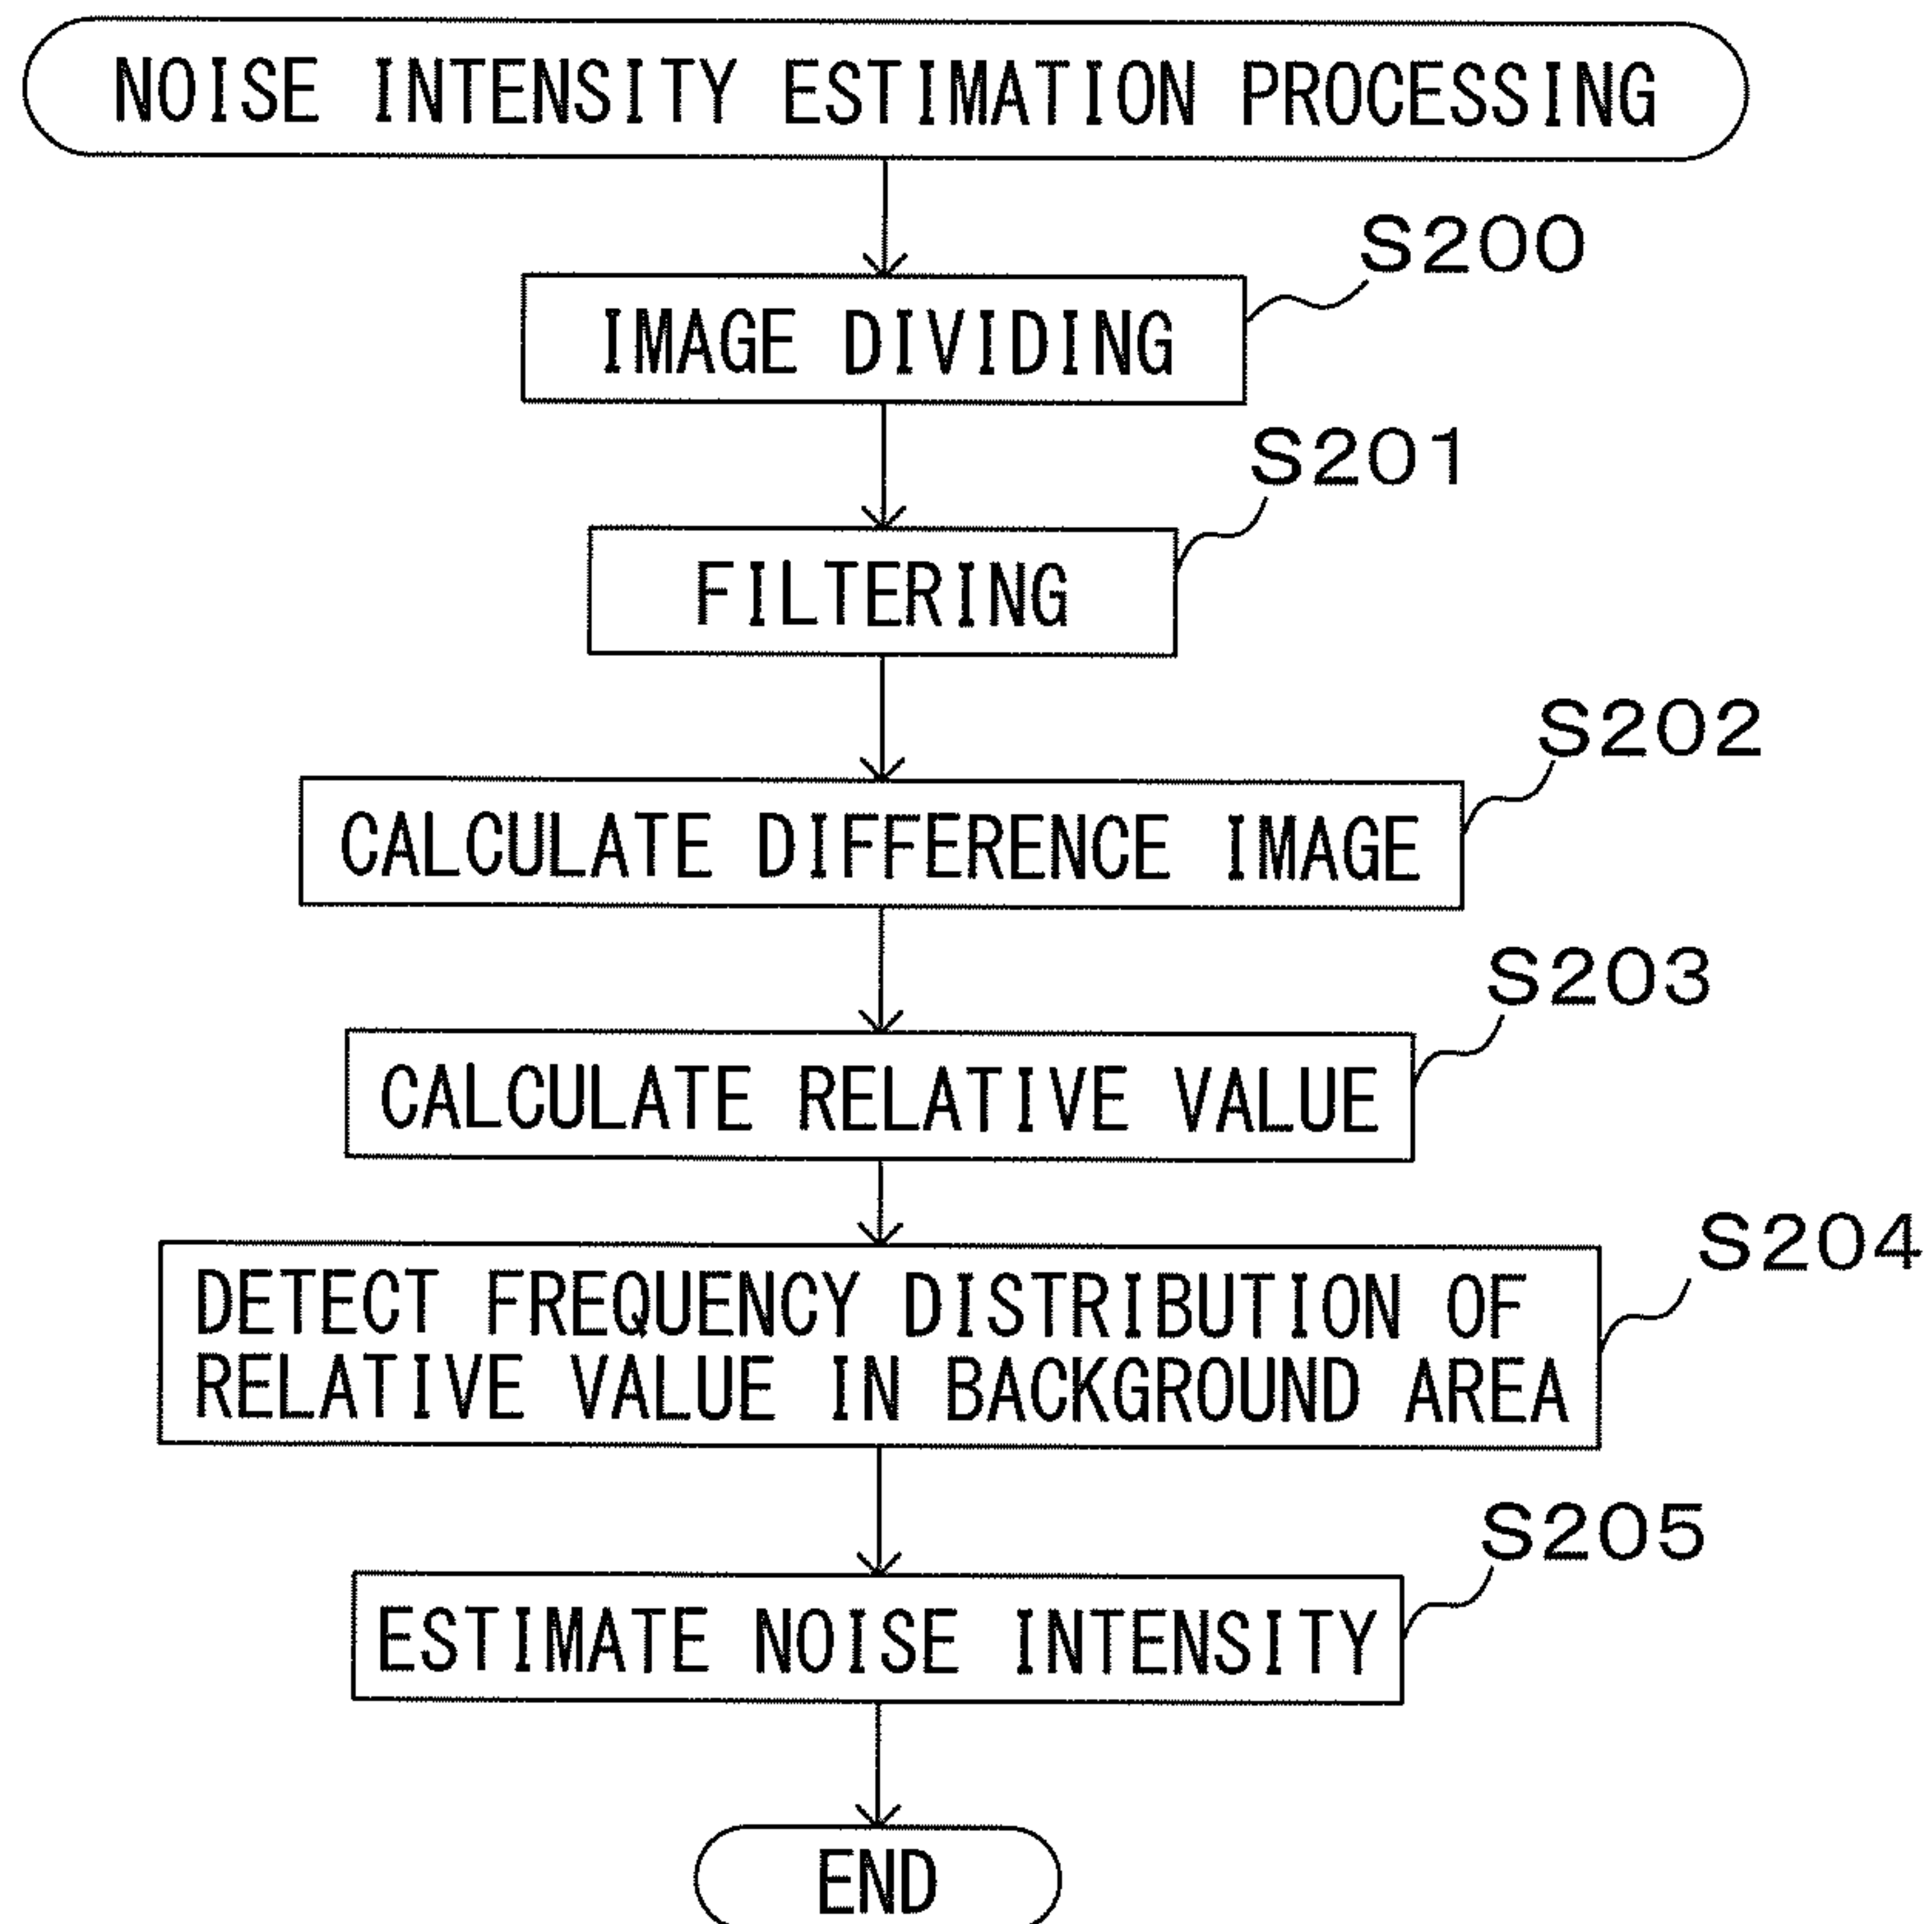 NOISE INTENSITY ESTIMATION PROCESSING
S200
IMAGE DIVIDING
S201
FILTERING
S202
CALCULATE DIFFERENCE IMAGE
S203
CALCULATE RELATIVE VALUE
S204
DETECT FREQUENCY DISTRIBUTION OF
RELATIVE VALUE IN BACKGROUND AREA
S205
ESTIMATE NOISE INTENSITY
END